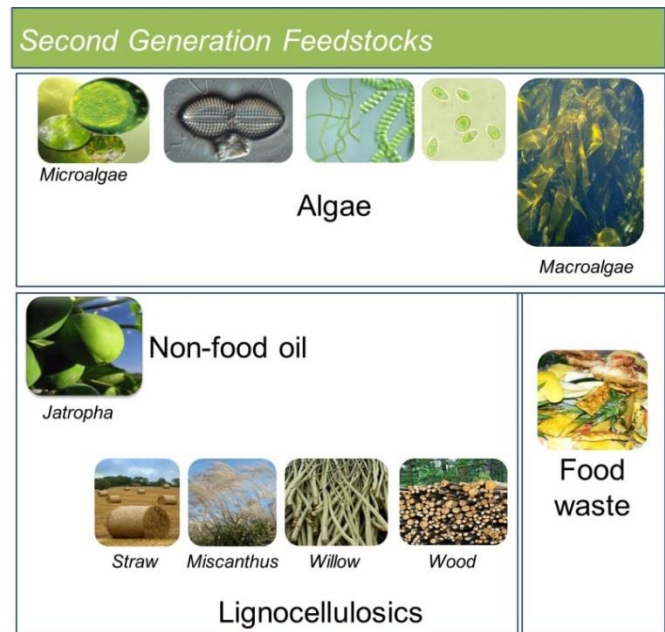 Second Generation Feedstocks
Microalgae
Algae
Macroalgae
Non-food oil
Jatropha
Straw
Miscanthus
Willow
Wood
Lignocellulosics
Food
waste